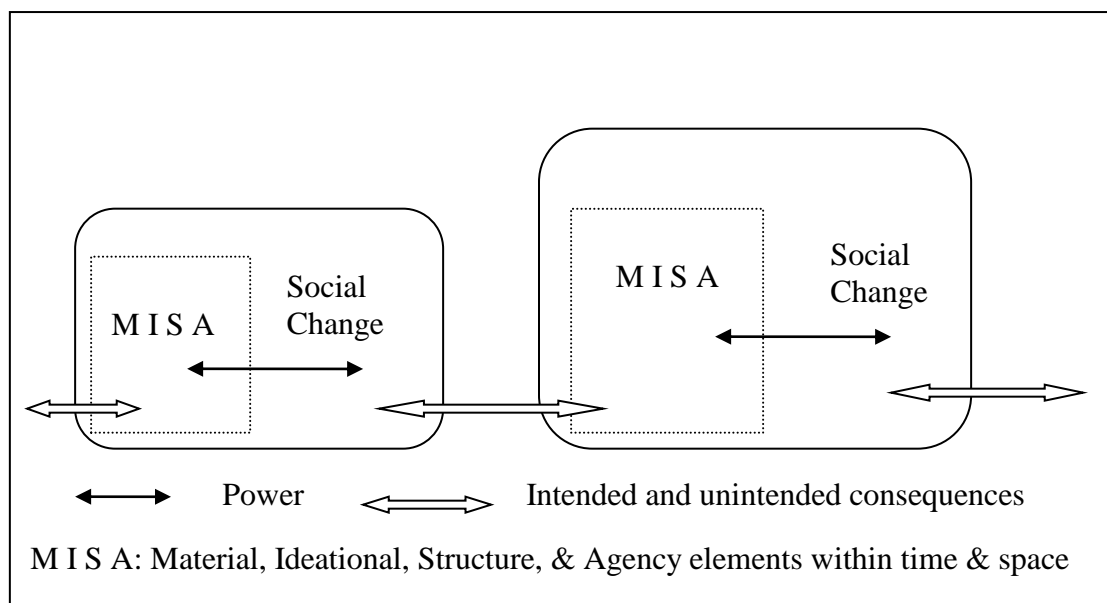 Social
Change
M I S A
Social
Change
M I S A
Power
Intended and unintended consequences
M I S A: Material, Ideational, Structure, & Agency elements within time & space